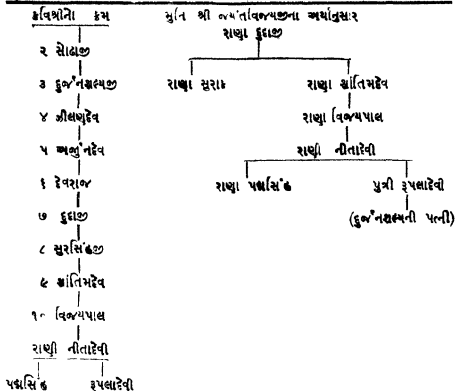 કવિશ્રીનો ક્રમ
૨ સોઢાજી
૩ દુર્જનશલ્યજી
૪ ઝીલણદેવ
૫ અર્જુનદેવ
૬ દેવરાજ
૭ દુદાજી
૮ સુરસિંહજી
૯ ક્ષાંતિમદેવ
૧૦ વિજયપાલ
રાણી નીતાદેવી
પદ્મસિંહ રૂપલાદેવી
મુનિ શ્રી જયંતવિજયજીના અર્થાનુસાર
રાણા દુદાજી
રાણા સુરાક રાણા ક્ષાંતિમદેવ
રાણા વિજયપાલ
રાણી નીતાદેવી
રાણા પદ્મસિંહ પુત્રી રૂપલાદેવી
(દુર્જનશલ્યની પત્ની)